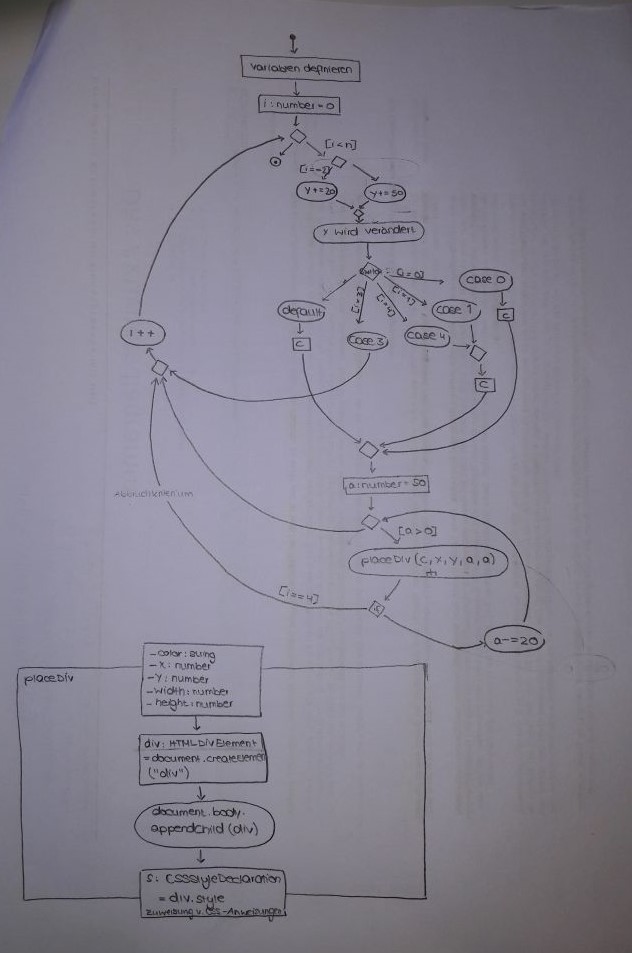 variablen definieren
i : number = 0
[i < n]
[i == 2]
y += 20
y += 50
y wird verändert
[i = 0]
case 0
C
default
[i = 3]
[i = 4]
[i = 1]
case 1
i ++
C
case 3
case 4
C
a : number = 50
[a > 0]
placeDiv (c, x, y, a, a)
[i == 4]
a -= 20
placeDiv
- color : string
- x : number
- y : number
- width : number
- height : number
div : HTMLDivElement
= document.createElement
("div")
document.body.
appendChild (div)
s : CSSStyleDeclaration
= div.style
Zuweisung v. CSS-Anweisungen